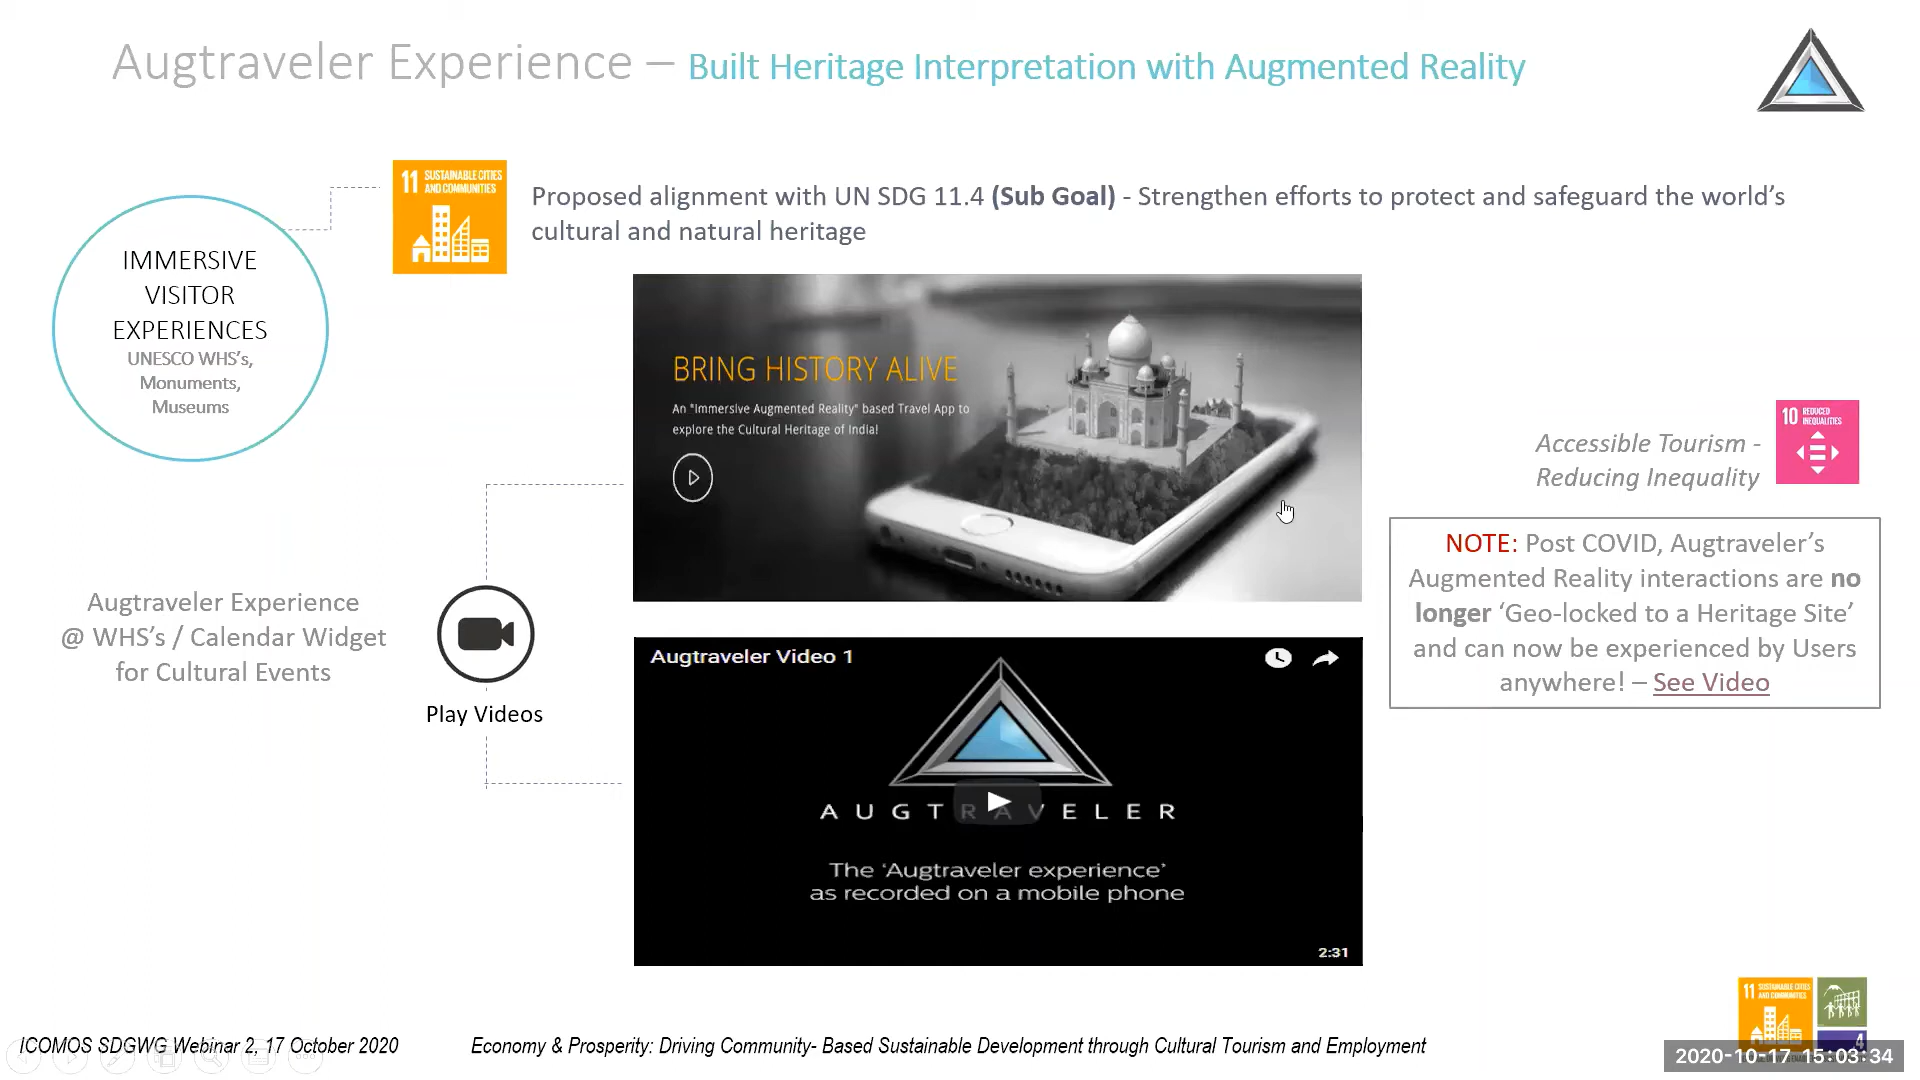 Augtraveler Experience – Built Heritage Interpretation with Augmented Reality
11 SUSTAINABLE CITIES
AND COMMUNITIES
Proposed alignment with UN SDG 11.4 (Sub Goal) - Strengthen efforts to protect and safeguard the world's
cultural and natural heritage
IMMERSIVE
VISITOR
EXPERIENCES
UNESCO WHS's,
Monuments,
Museums
BRING HISTORY ALIVE
An "Immersive Augmented Reality" based Travel App to
explore the Cultural Heritage of India!
Accessible Tourism -
Reducing Inequality
10 REDUCED
INEQUALITIES
NOTE: Post COVID, Augtraveler's
Augmented Reality interactions are no
longer 'Geo-locked to a Heritage Site'
and can now be experienced by Users
anywhere! – See Video
Augtraveler Experience
@ WHS's / Calendar Widget
for Cultural Events
Play Videos
Augtraveler Video 1
AUGTRAVELER
The 'Augtraveler experience'
as recorded on a mobile phone
2:31
11 SUSTAINABLE CITIES
AND COMMUNITIES
4
ICOMOS SDGWG Webinar 2, 17 October 2020
Economy & Prosperity: Driving Community- Based Sustainable Development through Cultural Tourism and Employment
2020-10-17 15:03:34